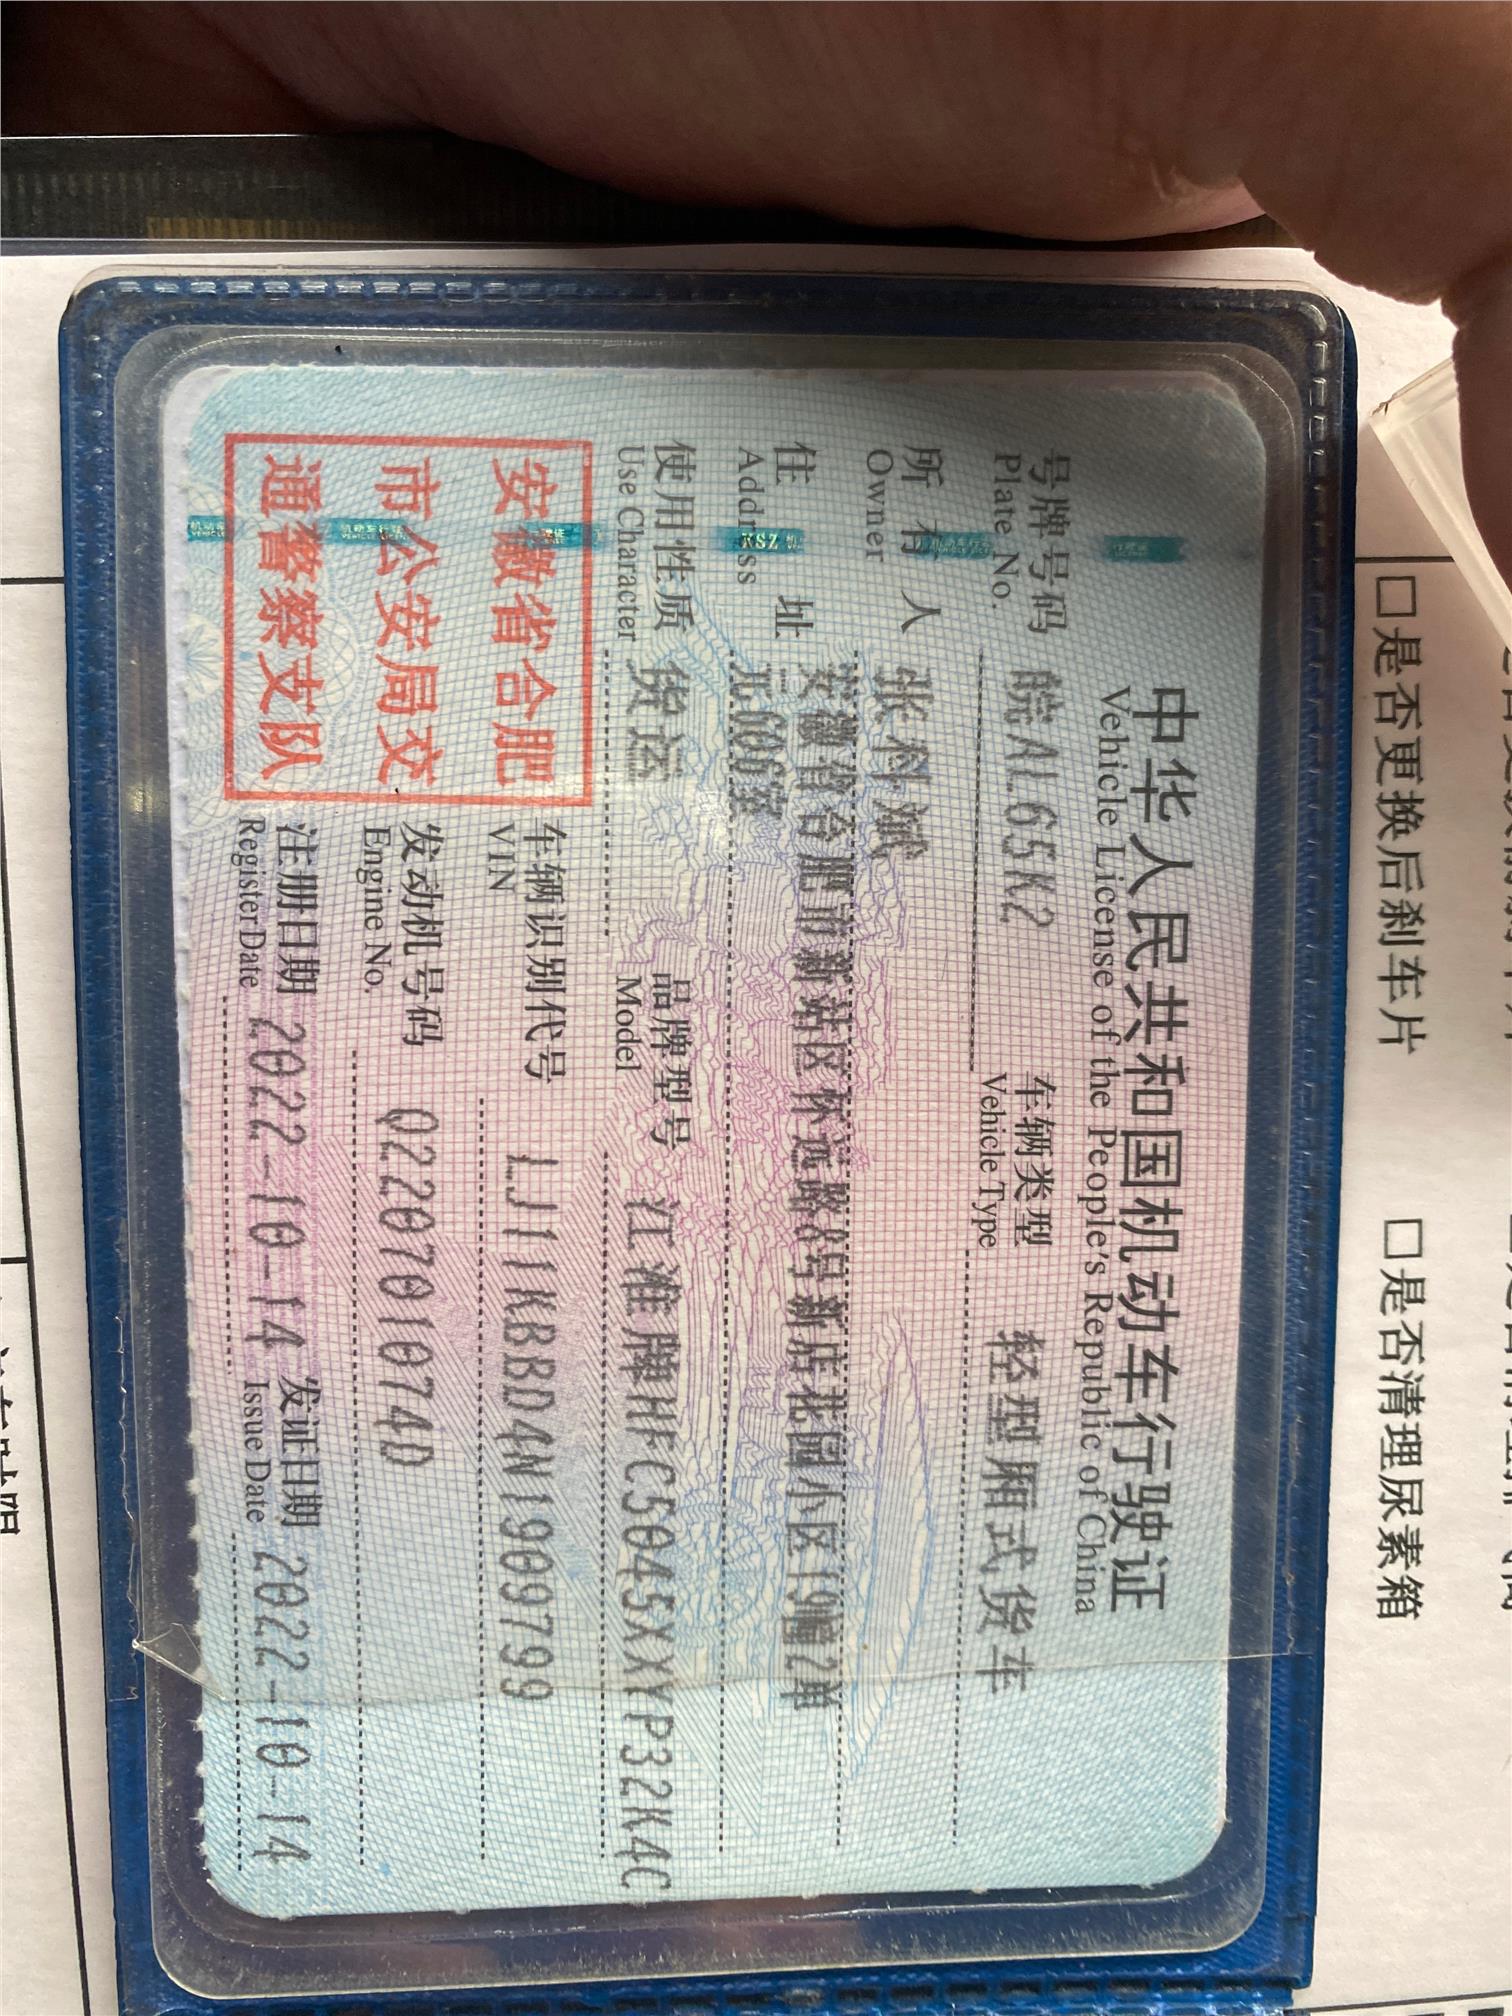 中华人民共和国机动车行驶证
Vehicle License of the People's Republic of China
号牌号码 皖AL65K2 车辆类型 轻型厢式货车
Plate No. Vehicle Type
所有人 张科斌
Owner
住址 安徽省合肥市新站区怀远路8号新店花园小区19幢2单
Address 元606室
使用性质 货运 品牌型号 江淮牌HFC5045XXYP32K4C
Use Character Model
安徽省合肥
市公安局交
通警察支队
车辆识别代号 LJ11KBBD4N1909799
VIN
发动机号码 Q220701074D
Engine No.
注册日期 2022-10-14 发证日期 2022-10-14
Register Date Issue Date
□是否更换后刹车片 □是否清理尿素箱